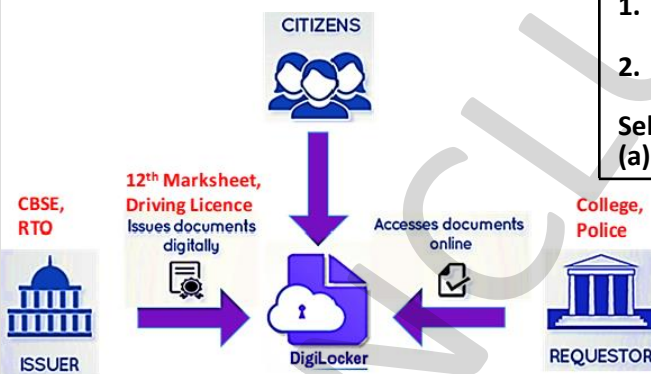 CITIZENS
1.
2.
Sel
(a)
12th Marksheet,
Driving Licence
Issues documents
digitally
CBSE,
RTO
Accesses documents
online
College,
Police
ISSUER
DigiLocker
REQUESTOR